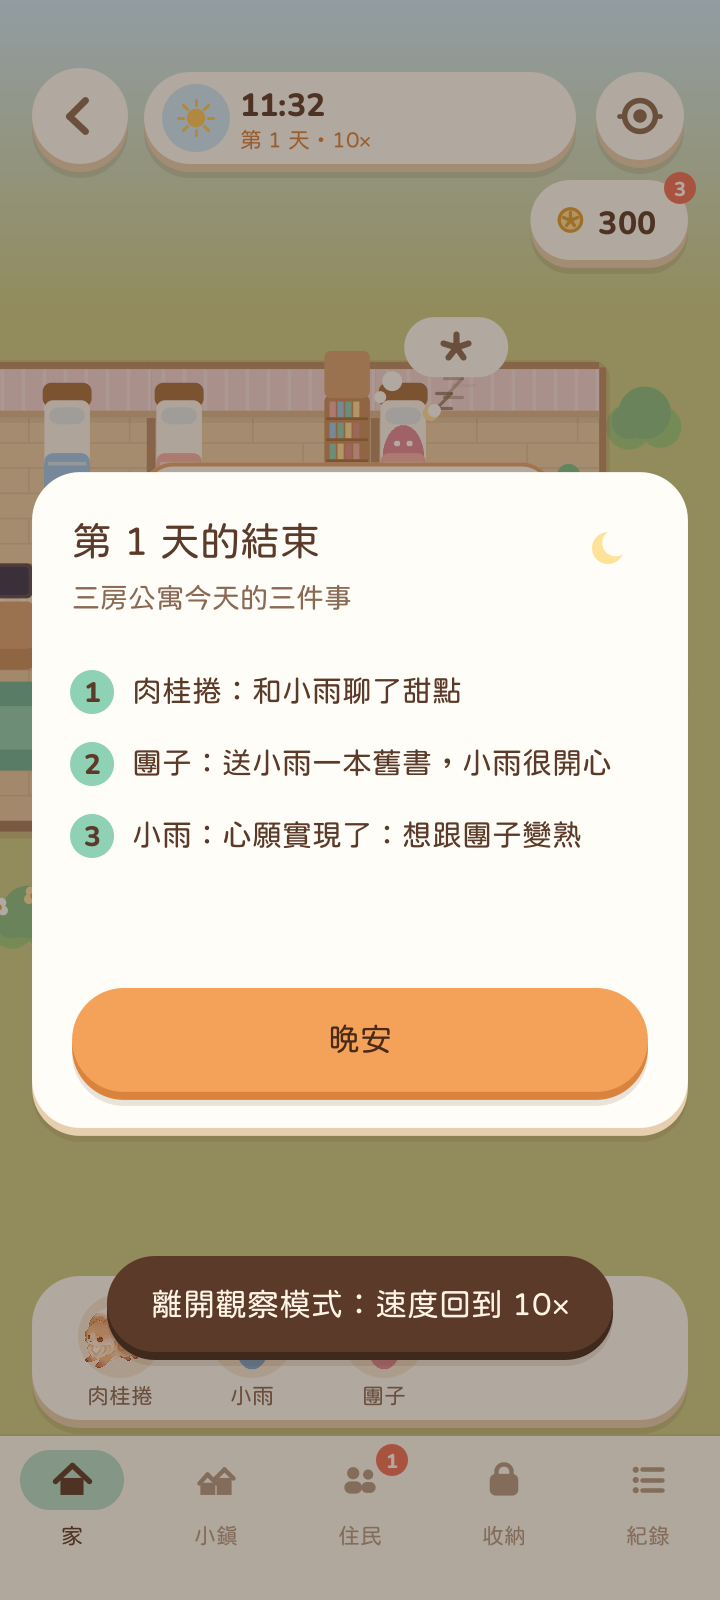 11:32
第 1 天・10×
3
300
第 1 天的結束
三房公寓今天的三件事
1 肉桂捲：和小雨聊了甜點
2 團子：送小雨一本舊書，小雨很開心
3 小雨：心願實現了：想跟團子變熟
晚安
離開觀察模式：速度回到 10×
肉桂捲 小雨 團子
1
家 小鎮 住民 收納 紀錄